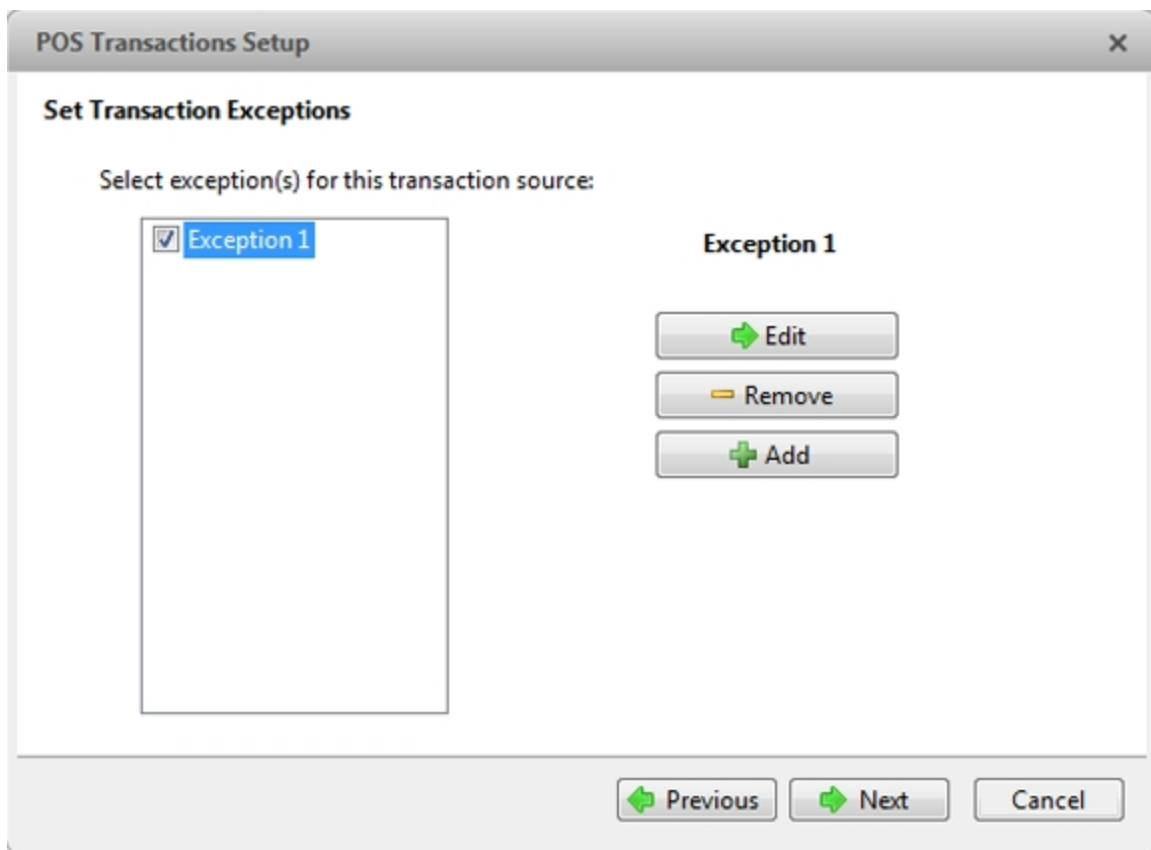 POS Transactions Setup
Set Transaction Exceptions
Select exception(s) for this transaction source:
Exception 1
Exception 1
Edit
Remove
Add
Previous
Next
Cancel